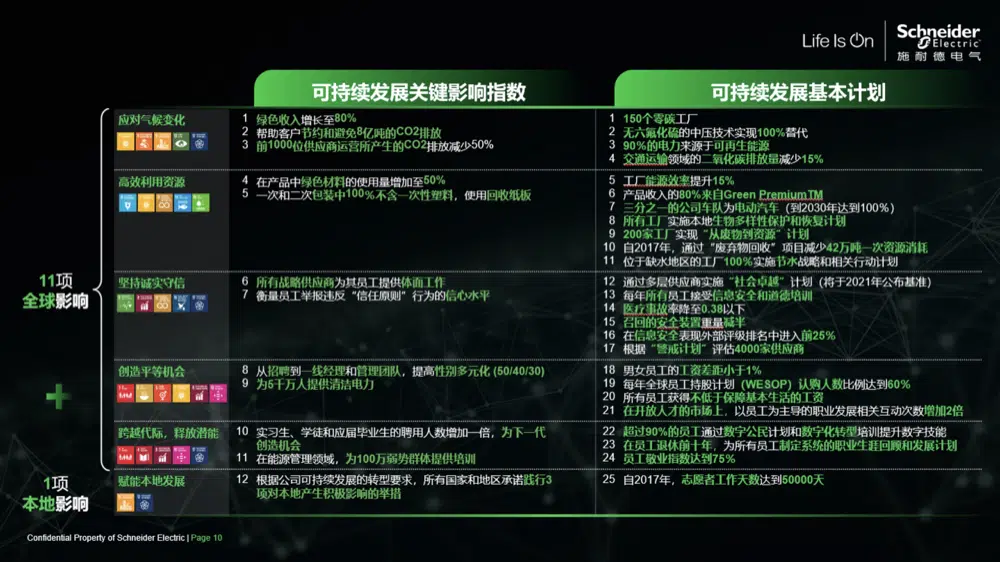 Life Is On
Schneider
Electric
施耐德电气
可持续发展关键影响指数
可持续发展基本计划
11项
全球影响
+
1项
本地影响
应对气候变化
1 绿色收入增长至80%
2 帮助客户节约和避免8亿吨的CO2排放
3 前1000位供应商运营所产生的CO2排放减少50%
1 150个零碳工厂
2 无六氟化硫的中压技术实现100%替代
3 90%的电力来源于可再生能源
4 交通运输领域的二氧化碳排放量减少15%
高效利用资源
4 在产品中绿色材料的使用量增加至50%
5 一次和二次包装中100%不含一次性塑料，使用回收纸板
5 工厂能源效率提升15%
6 产品收入的80%来自Green PremiumTM
7 三分之一的公司车队为电动汽车（到2030年达到100%）
8 所有工厂实施本地生物多样性保护和恢复计划
9 200家工厂实现“从废物到资源”计划
10 自2017年，通过“废弃物回收”项目减少42万吨一次资源消耗
11 位于缺水地区的工厂100%实施节水战略和相关行动计划
坚持诚实守信
6 所有战略供应商为其员工提供体面工作
7 衡量员工举报违反“信任原则”行为的信心水平
12 通过多层供应商实施“社会卓越”计划（将于2021年公布基准）
13 每年所有员工接受信息安全和道德培训
14 医疗事故率降至0.38以下
15 召回的安全装置重量减半
16 在信息安全表现外部评级排名中进入前25%
17 根据“警戒计划”评估4000家供应商
创造平等机会
8 从招聘到一线经理和管理团队，提高性别多元化 (50/40/30)
9 为5千万人提供清洁电力
18 男女员工的工资差距小于1%
19 每年全球员工持股计划（WESOP）认购人数比例达到60%
20 所有员工获得不低于保障基本生活的工资
21 在开放人才的市场上，以员工为主导的职业发展相关互动次数增加2倍
跨越代际，释放潜能
10 实习生、学徒和应届毕业生的聘用人数增加一倍，为下一代
创造机会
11 在能源管理领域，为100万弱势群体提供培训
22 超过90%的员工通过数字公民计划和数字化转型培训提升数字技能
23 在员工退休前十年，为所有员工制定系统的职业生涯回顾和发展计划
24 员工敬业指数达到75%
赋能本地发展
12 根据公司可持续发展的转型要求，所有国家和地区承诺践行3
项对本地产生积极影响的举措
25 自2017年，志愿者工作天数达到50000天
Confidential Property of Schneider Electric | Page 10